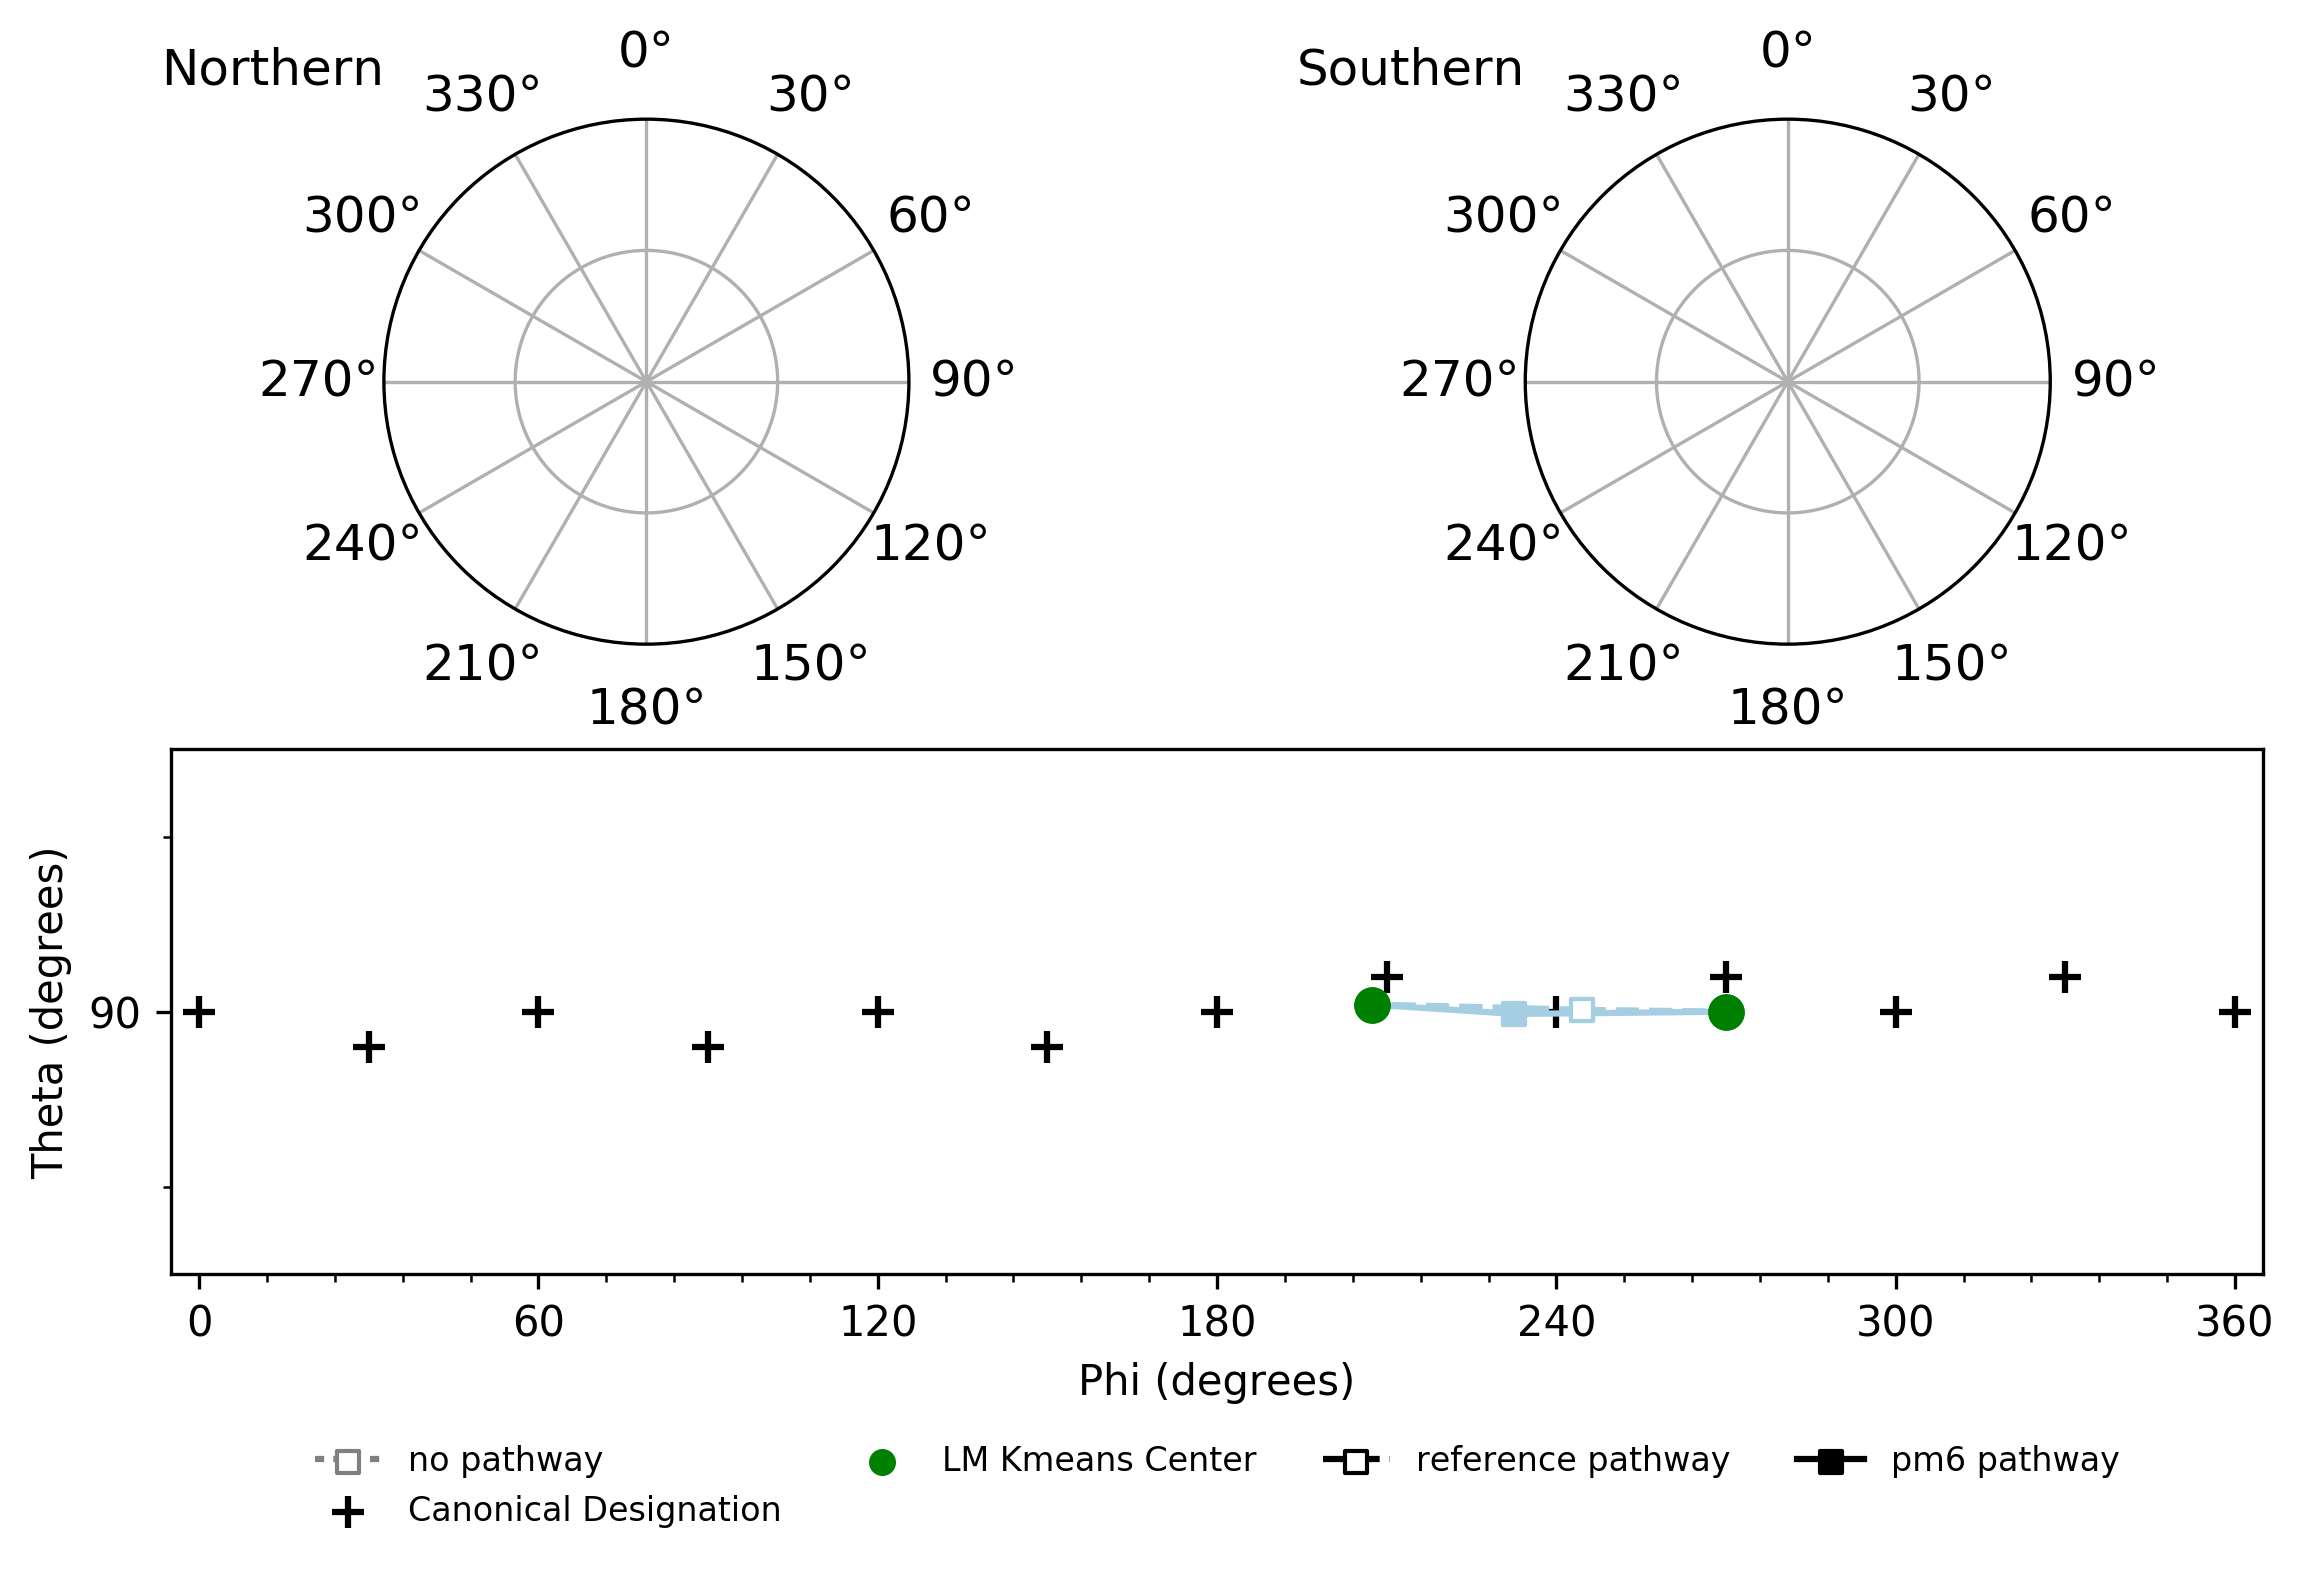 Northern
0°
30°
60°
90°
120°
150°
180°
210°
240°
270°
300°
330°
Southern
0°
30°
60°
90°
120°
150°
180°
210°
240°
270°
300°
330°
Theta (degrees)
90
0 60 120 180 240 300 360
Phi (degrees)
no pathway
Canonical Designation
LM Kmeans Center
reference pathway
pm6 pathway